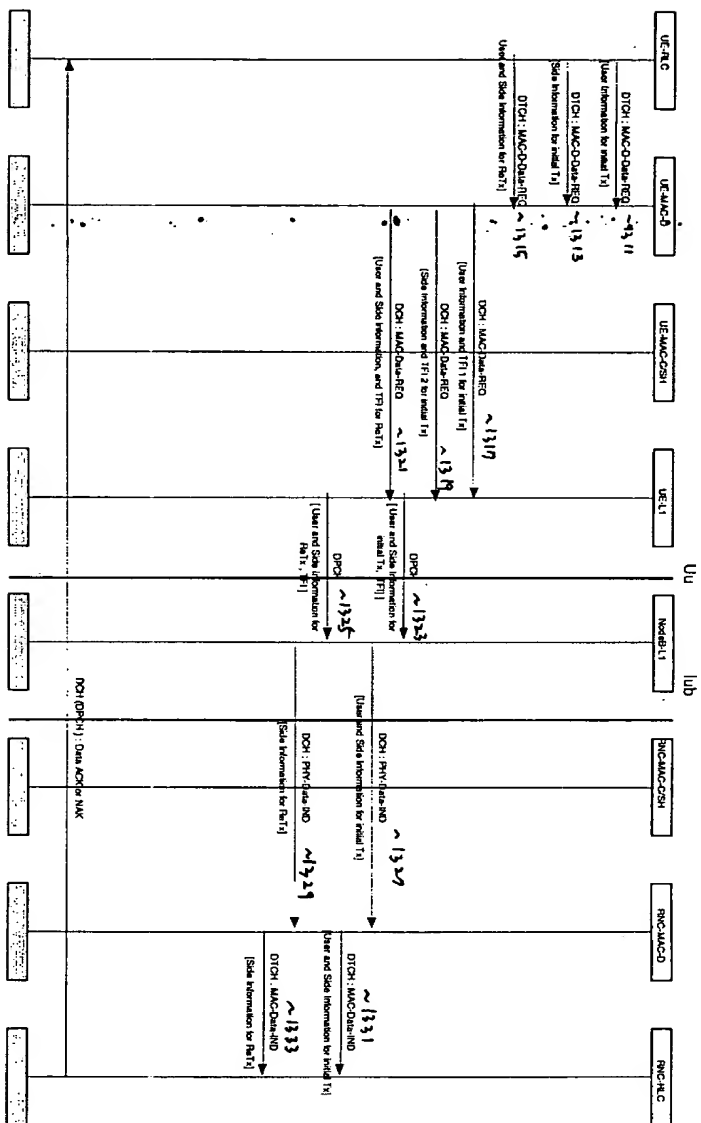 UE-RLC
UE-MAC-D
UE-MAC-C/SH
UE-L1
Uu
NodeB-L1
Iub
RNC-MAC-C/SH
RNC-MAC-D
RNC-RLC
DTCH : MAC-D-Data-REQ ~1311
[User Information for initial Tx]
DTCH : MAC-D-Data-REQ ~1313
[Side Information for initial Tx]
DTCH : MAC-D-Data-REQ ~1315
User and Side Information for ReTx]
DCH : MAC-Data-REQ ~1317
[User Information and TFI 1 for initial Tx]
DCH : MAC-Data-REQ ~1319
[Side Information and TFI 2 for initial Tx]
DCH : MAC-Data-REQ ~1321
[User and Side Information, and TFI for ReTx]
DPCH ~1323
[User and Side Information for
initial Tx, TFI]
DPCH ~1325
[User and Side Information for
ReTx, TFI]
DCH : PHY-Data-IND ~1327
[User and Side Information for initial Tx]
DCH : PHY-Data-IND ~1329
[Side Information for ReTx]
DTCH : MAC-Data-IND ~1331
[User and Side Information for Initial Tx]
DTCH : MAC-Data-IND ~1333
[Side Information for ReTx]
DCH (DPCH) : Data ACK or NAK